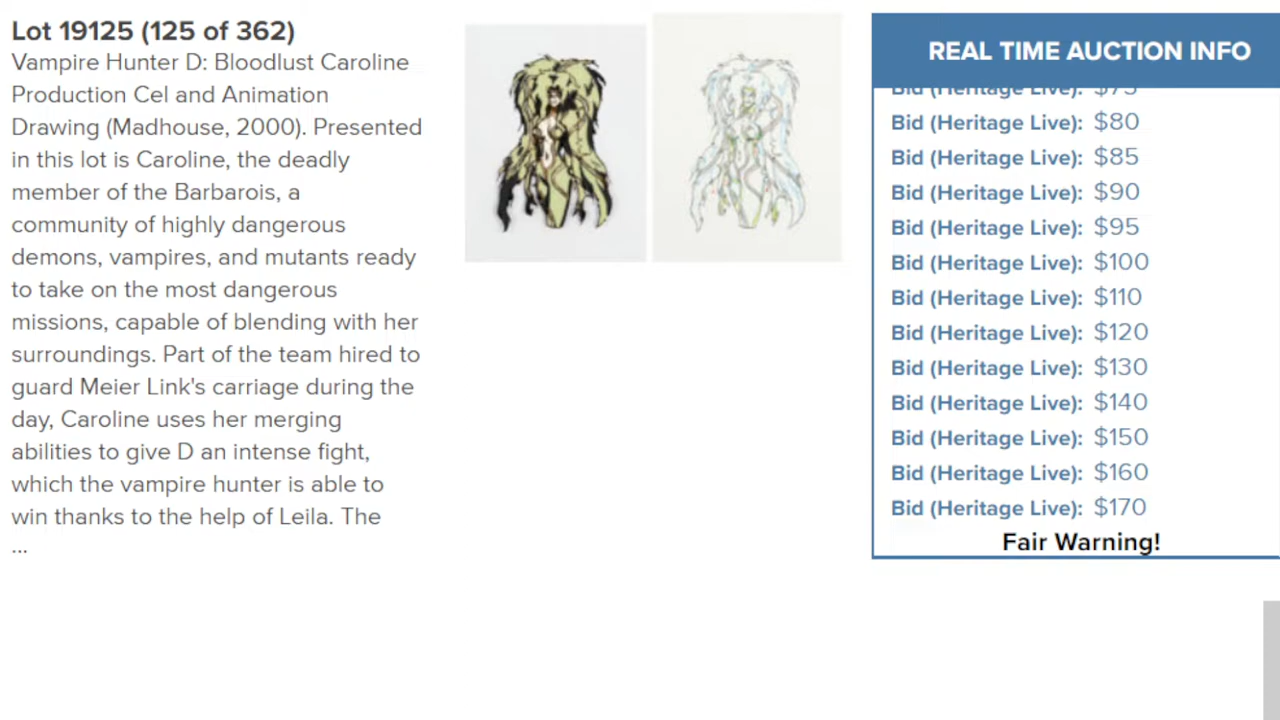 Lot 19125 (125 of 362)
Vampire Hunter D: Bloodlust Caroline
Production Cel and Animation
Drawing (Madhouse, 2000). Presented
in this lot is Caroline, the deadly
member of the Barbarois, a
community of highly dangerous
demons, vampires, and mutants ready
to take on the most dangerous
missions, capable of blending with her
surroundings. Part of the team hired to
guard Meier Link's carriage during the
day, Caroline uses her merging
abilities to give D an intense fight,
which the vampire hunter is able to
win thanks to the help of Leila. The
...
REAL TIME AUCTION INFO
Bid (Heritage Live): $75
Bid (Heritage Live): $80
Bid (Heritage Live): $85
Bid (Heritage Live): $90
Bid (Heritage Live): $95
Bid (Heritage Live): $100
Bid (Heritage Live): $110
Bid (Heritage Live): $120
Bid (Heritage Live): $130
Bid (Heritage Live): $140
Bid (Heritage Live): $150
Bid (Heritage Live): $160
Bid (Heritage Live): $170
Fair Warning!